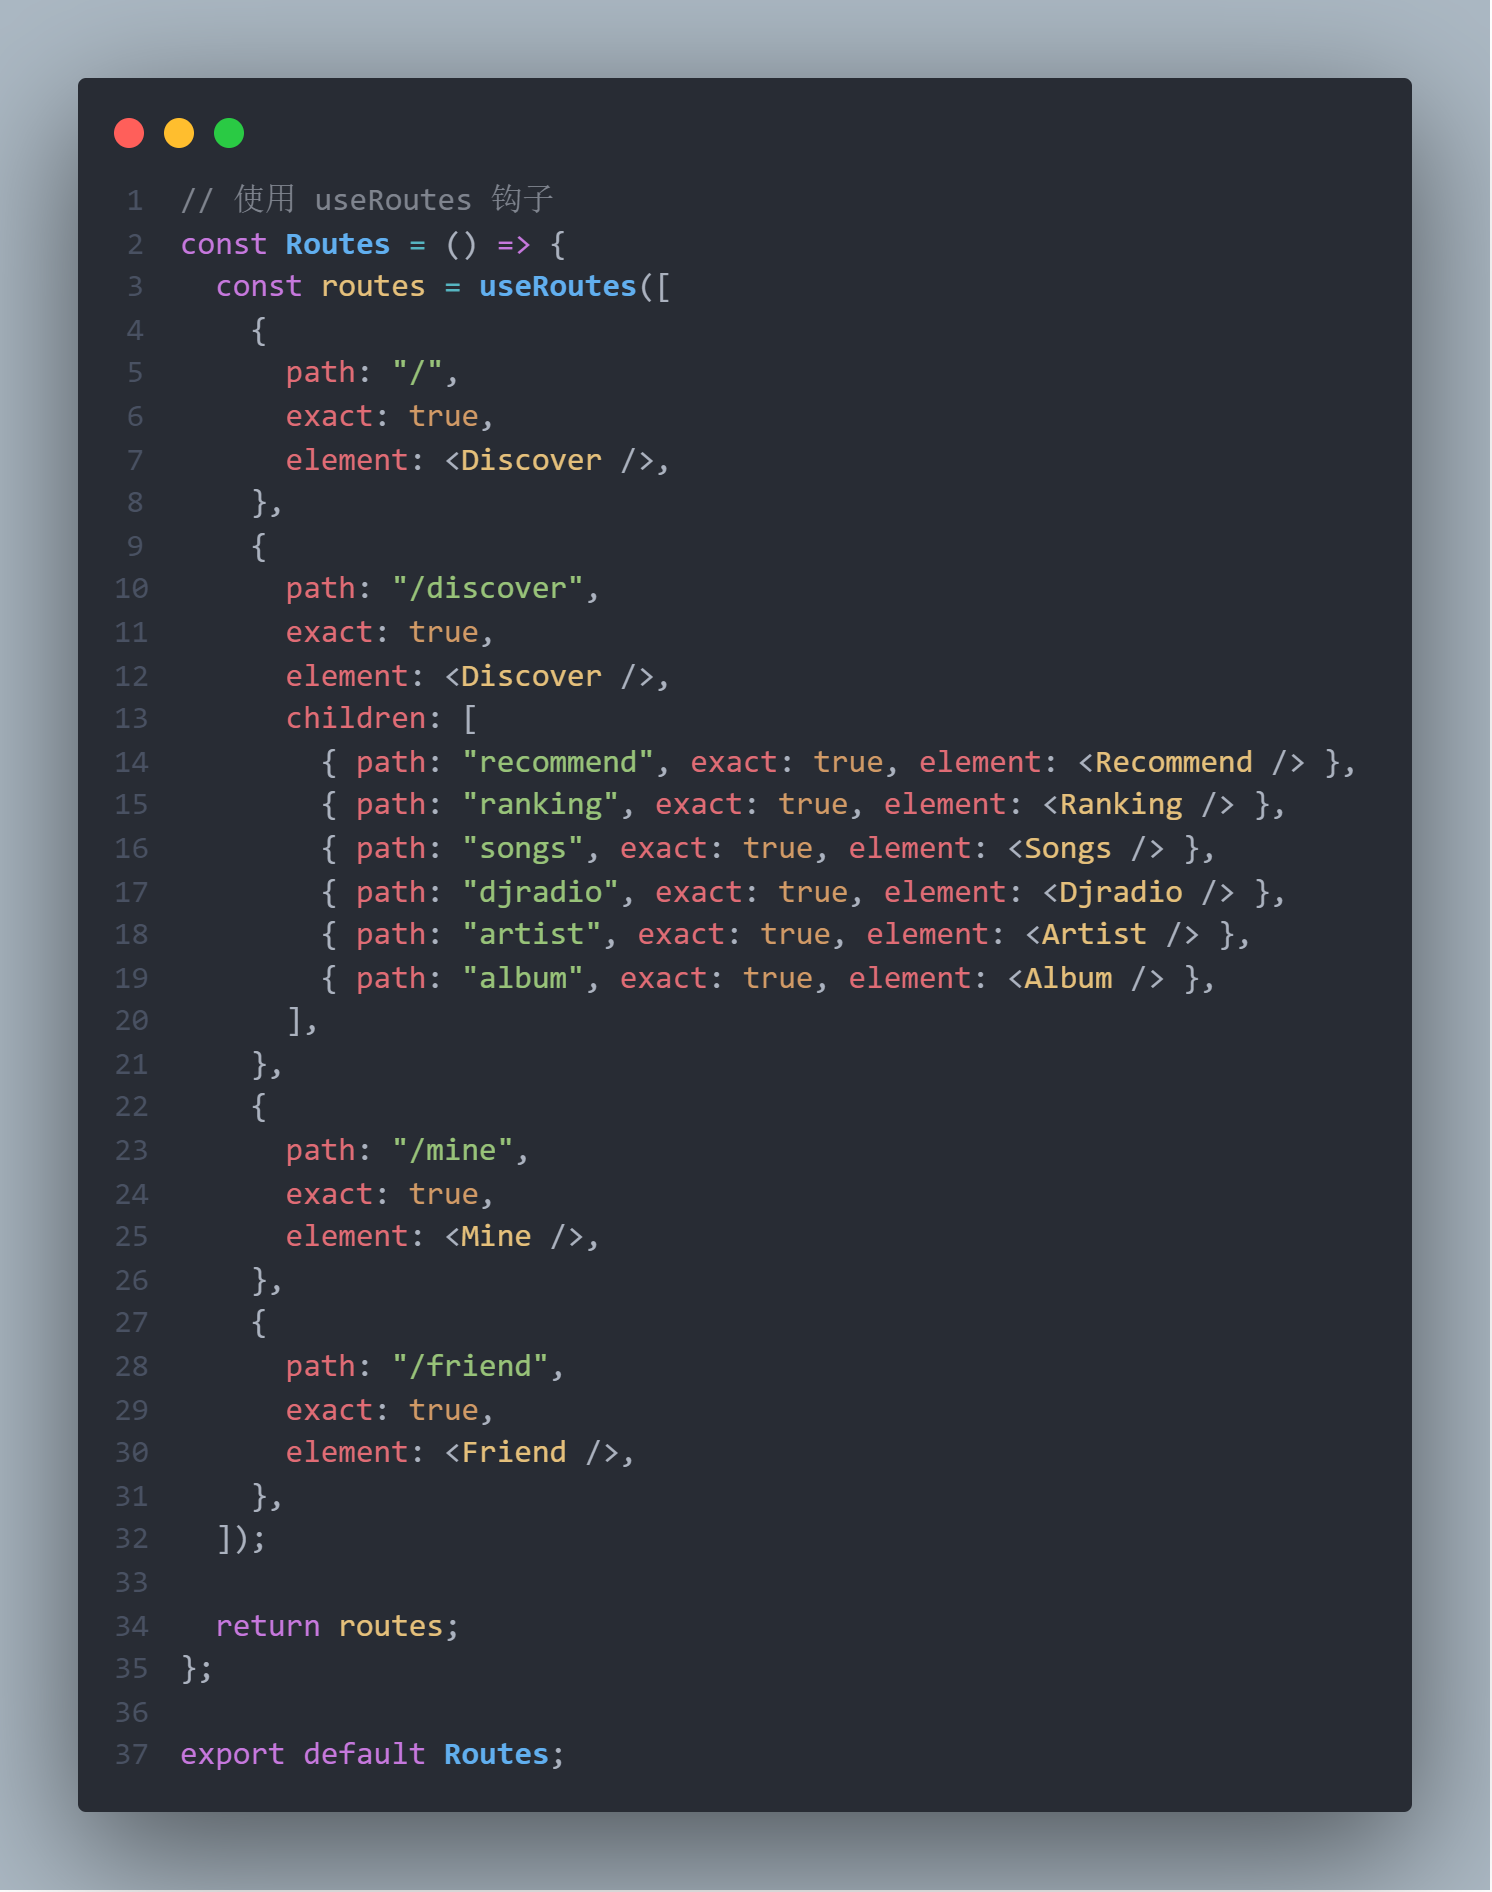 1 // 使用 useRoutes 钩子
2 const Routes = () => {
3   const routes = useRoutes([
4     {
5       path: "/",
6       exact: true,
7       element: <Discover />,
8     },
9     {
10       path: "/discover",
11       exact: true,
12       element: <Discover />,
13       children: [
14         { path: "recommend", exact: true, element: <Recommend /> },
15         { path: "ranking", exact: true, element: <Ranking /> },
16         { path: "songs", exact: true, element: <Songs /> },
17         { path: "djradio", exact: true, element: <Djradio /> },
18         { path: "artist", exact: true, element: <Artist /> },
19         { path: "album", exact: true, element: <Album /> },
20       ],
21     },
22     {
23       path: "/mine",
24       exact: true,
25       element: <Mine />,
26     },
27     {
28       path: "/friend",
29       exact: true,
30       element: <Friend />,
31     },
32   ]);
33
34   return routes;
35 };
36
37 export default Routes;